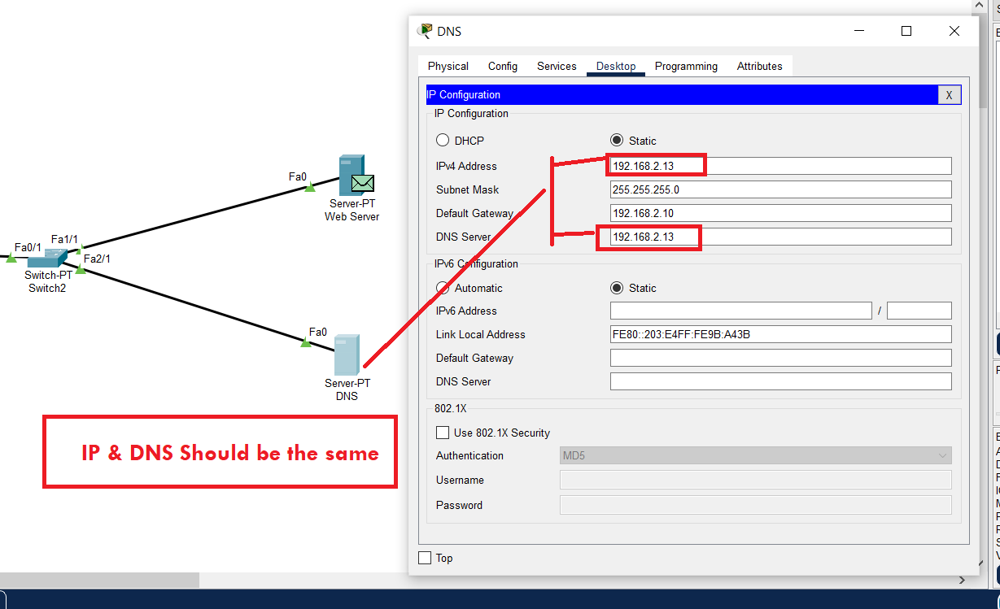 DNS
Physical Config Services Desktop Programming Attributes
IP Configuration X
IP Configuration
DHCP Static
IPv4 Address 192.168.2.13
Subnet Mask 255.255.255.0
Default Gateway 192.168.2.10
DNS Server 192.168.2.13
IPv6 Configuration
Automatic Static
IPv6 Address /
Link Local Address FE80::203:E4FF:FE9B:A43B
Default Gateway
DNS Server
802.1X
Use 802.1X Security
Authentication MD5
Username
Password
Top
Fa0
Server-PT
Web Server
Fa0/1 Fa1/1
Fa2/1
Switch-PT
Switch2
Fa0
Server-PT
DNS
IP & DNS Should be the same